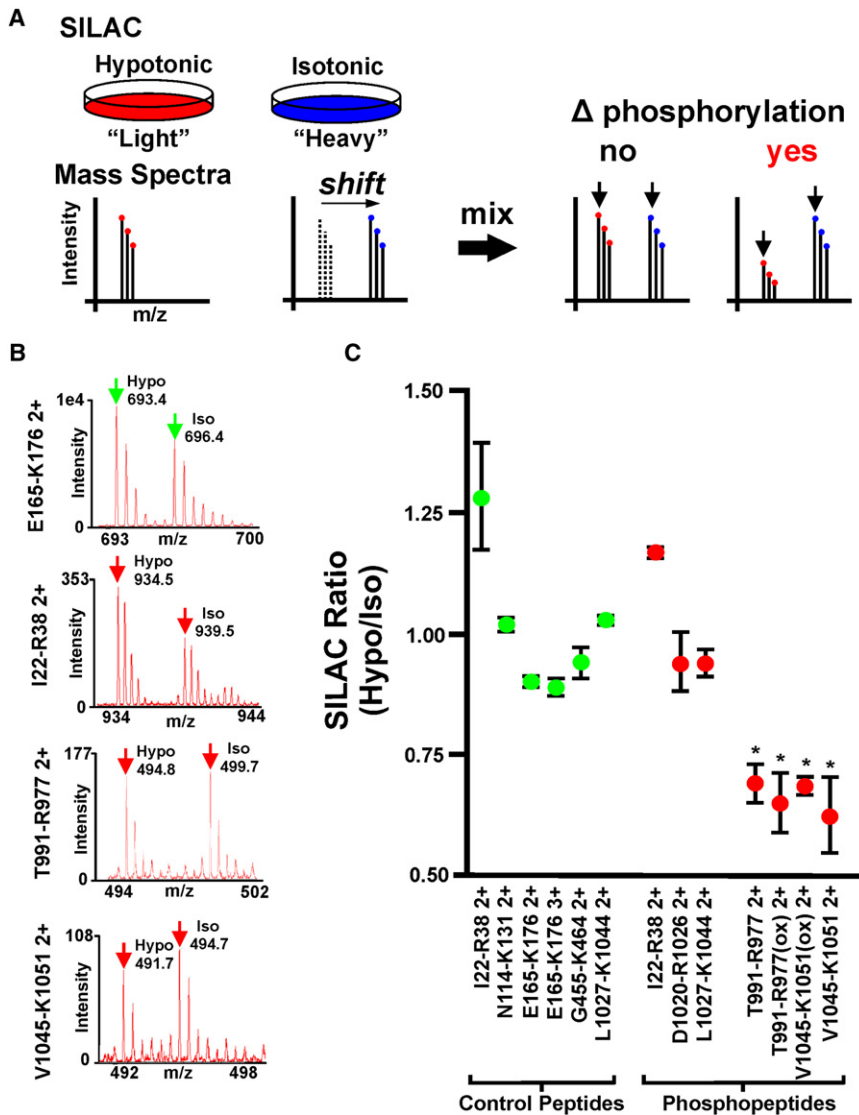 A
SILAC
Hypotonic
Isotonic
“Light”
“Heavy”
Δ phosphorylation
no
yes
Mass Spectra
shift
mix
Intensity
m/z
B
E165-K176 2+
1e4
Intensity
0
Hypo
693.4
Iso
696.4
693
m/z
700
I22-R38 2+
353
Intensity
0
Hypo
934.5
Iso
939.5
934
m/z
944
T991-R977 2+
177
Intensity
0
Hypo
494.8
Iso
499.7
494
m/z
502
V1045-K1051 2+
108
Intensity
0
Hypo
491.7
Iso
494.7
492
m/z
498
C
SILAC Ratio
(Hypo/Iso)
1.50
1.25
1.00
0.75
0.50
* * * *
I22-R38 2+
N114-K131 2+
E165-K176 2+
E165-K176 3+
G455-K464 2+
L1027-K1044 2+
I22-R38 2+
D1020-R1026 2+
L1027-K1044 2+
T991-R977 2+
T991-R977(ox) 2+
V1045-K1051(ox) 2+
V1045-K1051 2+
Control Peptides
Phosphopeptides